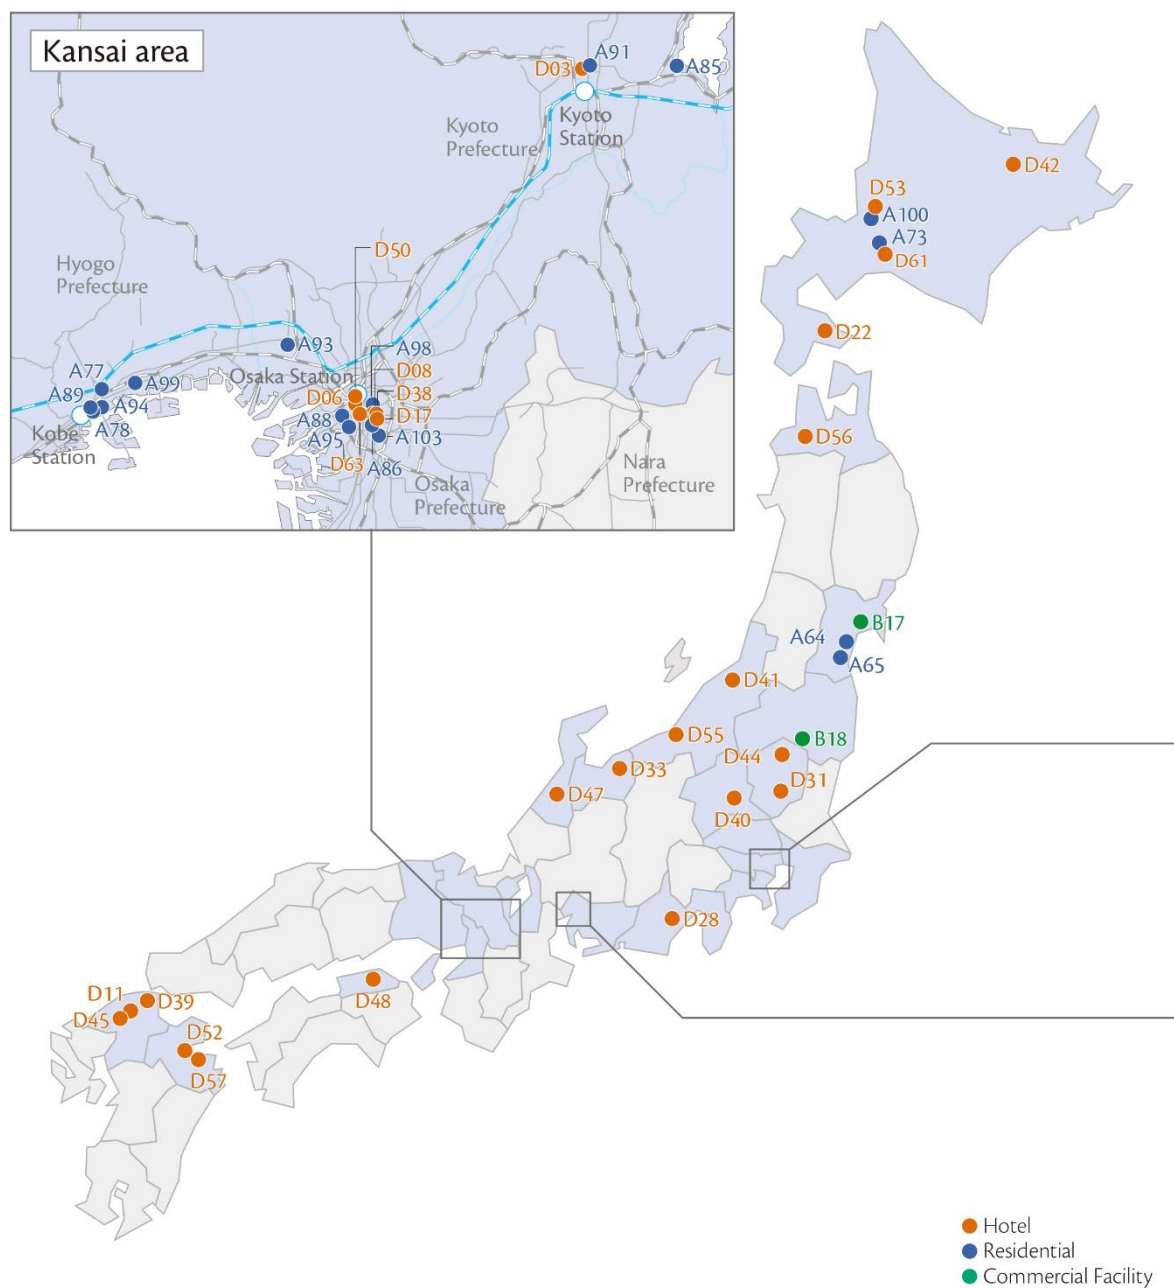 Kansai area
A91
D03
A85
Kyoto
Station
Kyoto
Prefecture
D50
Hyogo
Prefecture
A93
A98
Osaka Station
D08
A77
A99
D38
A89
D06
A94
D17
A88
A78
A95
A103
Kobe
Station
D63
A86
Osaka
Prefecture
Nara
Prefecture
D42
D53
A100
A73
D61
D22
D56
B17
A64
A65
D41
D55
B18
D44
D33
D31
D47
D40
D28
D48
D11
D39
D45
D52
D57
Hotel
Residential
Commercial Facility